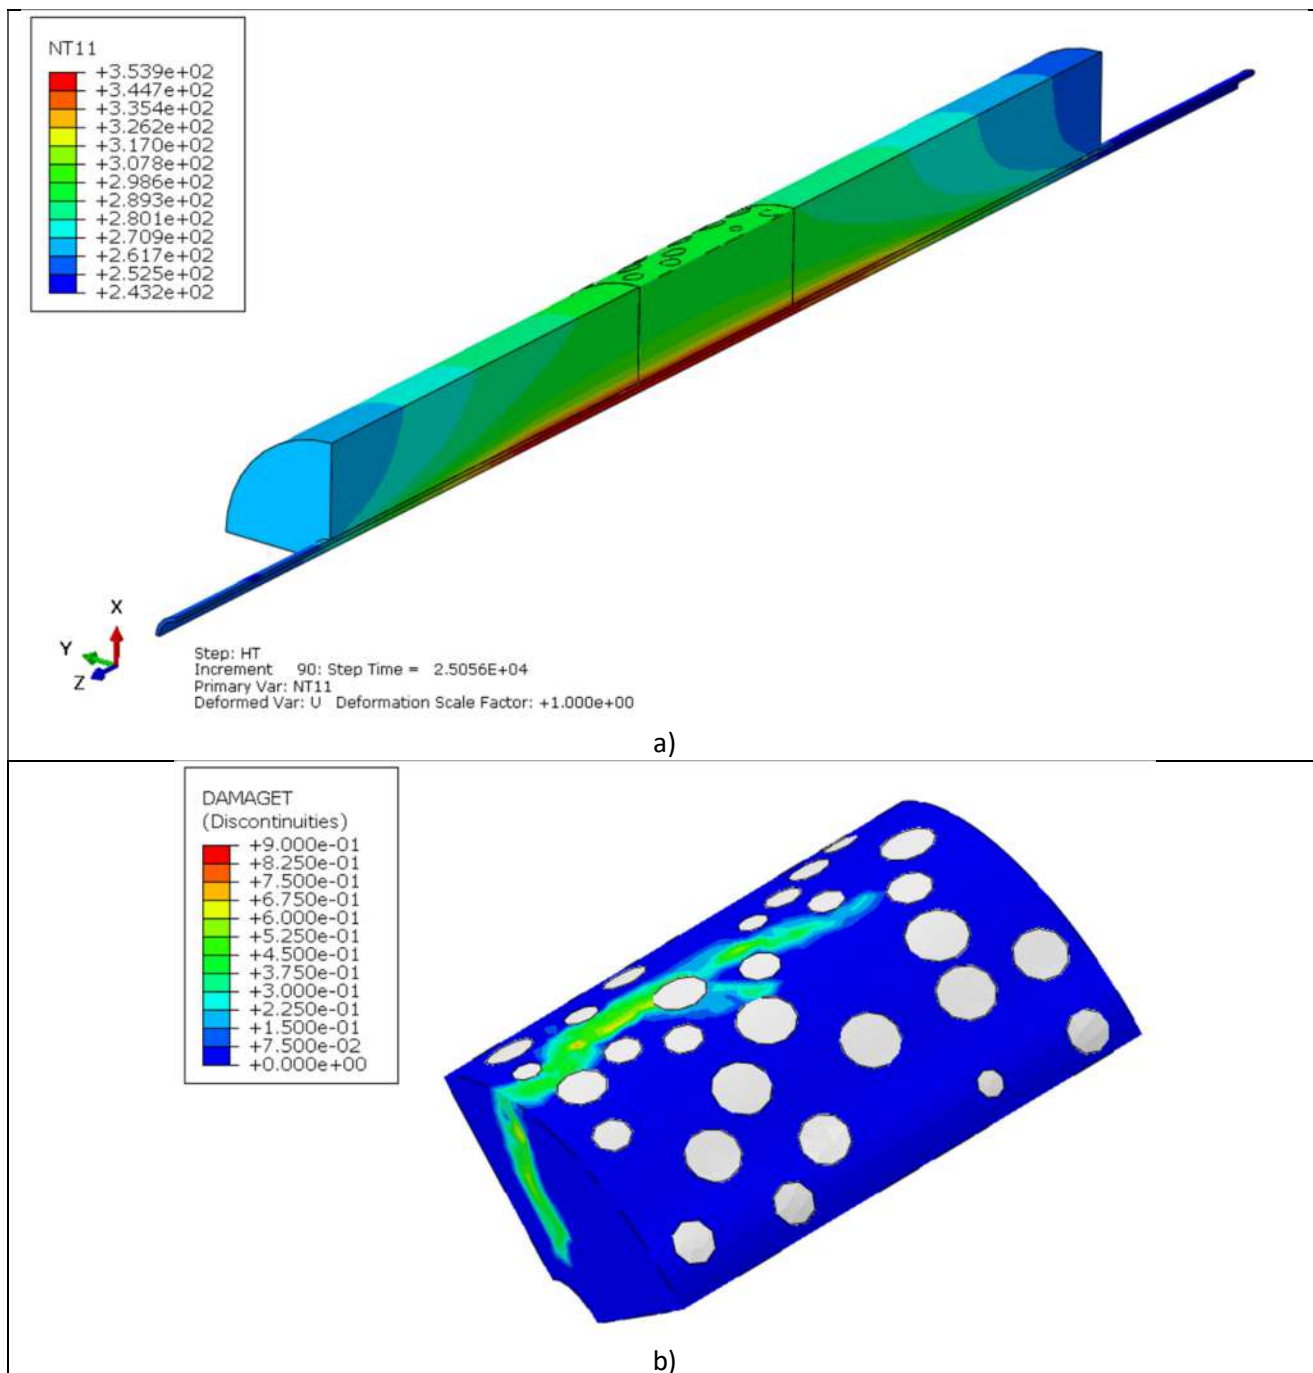 NT11
+3.539e+02
+3.447e+02
+3.354e+02
+3.262e+02
+3.170e+02
+3.078e+02
+2.986e+02
+2.893e+02
+2.801e+02
+2.709e+02
+2.617e+02
+2.525e+02
+2.432e+02
X
Y
Z
Step: HT
Increment 90: Step Time = 2.5056E+04
Primary Var: NT11
Deformed Var: U Deformation Scale Factor: +1.000e+00
a)
DAMAGET
(Discontinuities)
+9.000e-01
+8.250e-01
+7.500e-01
+6.750e-01
+6.000e-01
+5.250e-01
+4.500e-01
+3.750e-01
+3.000e-01
+2.250e-01
+1.500e-01
+7.500e-02
+0.000e+00
b)